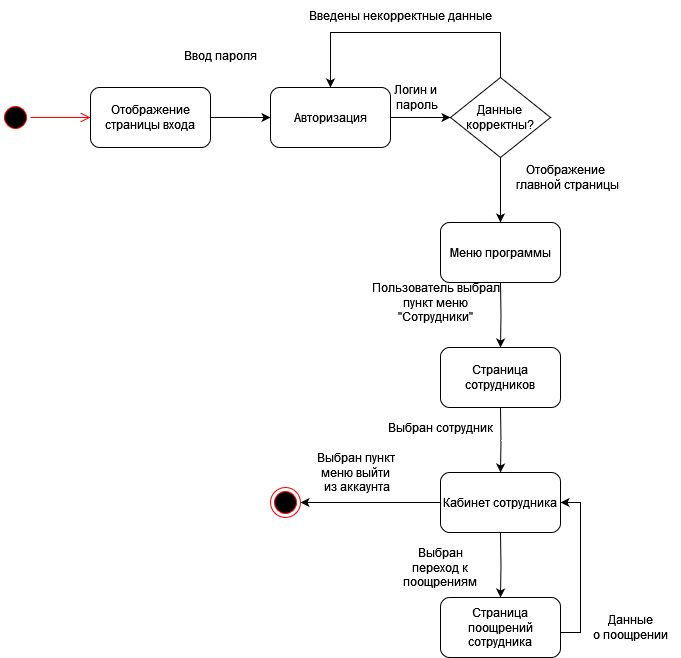 Введены некорректные данные
Ввод пароля
Отображение
страницы входа
Авторизация
Логин и
пароль
Данные
корректны?
Отображение
главной страницы
Меню программы
Пользователь выбрал
пункт меню
"Сотрудники"
Страница
сотрудников
Выбран сотрудник
Выбран пункт
меню выйти
из аккаунта
Кабинет сотрудника
Выбран
переход к
поощрениям
Страница
поощрений
сотрудника
Данные
о поощрении